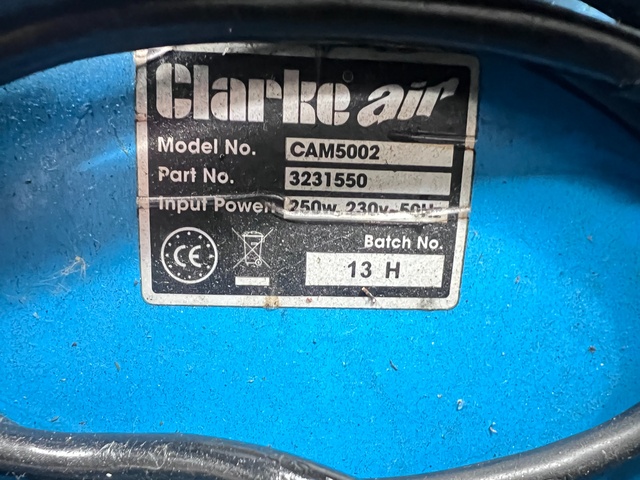 Clarke air
Model No. CAM5002
Part No. 3231550
Input Power 250w, 230v~50Hz
Batch No.
CE
13 H